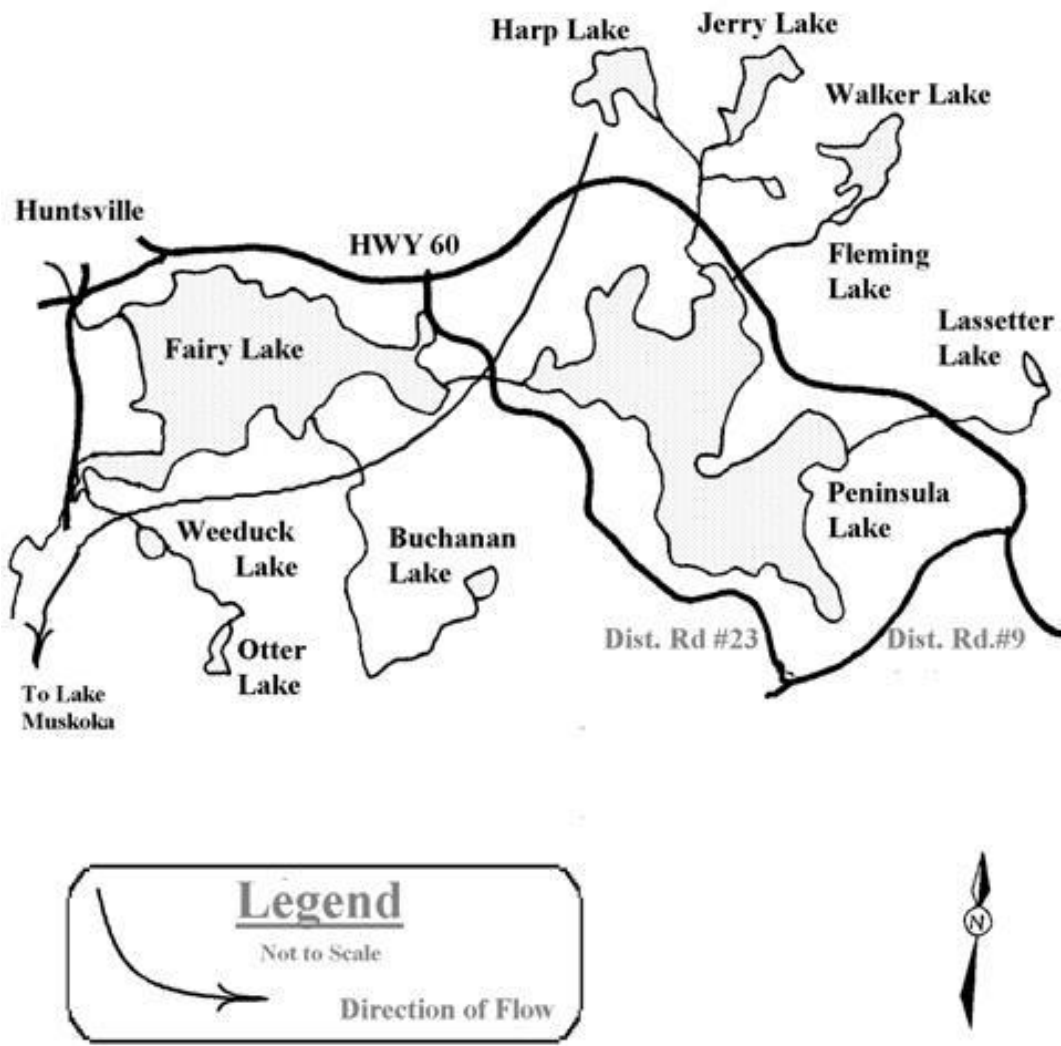 Harp Lake
Jerry Lake
Walker Lake
Huntsville
HWY 60
Fleming
Lake
Lassetter
Lake
Fairy Lake
Peninsula
Lake
Weeduck
Lake
Buchanan
Lake
Otter
Lake
Dist. Rd #23
Dist. Rd.#9
To Lake
Muskoka
Legend
Not to Scale
Direction of Flow
N